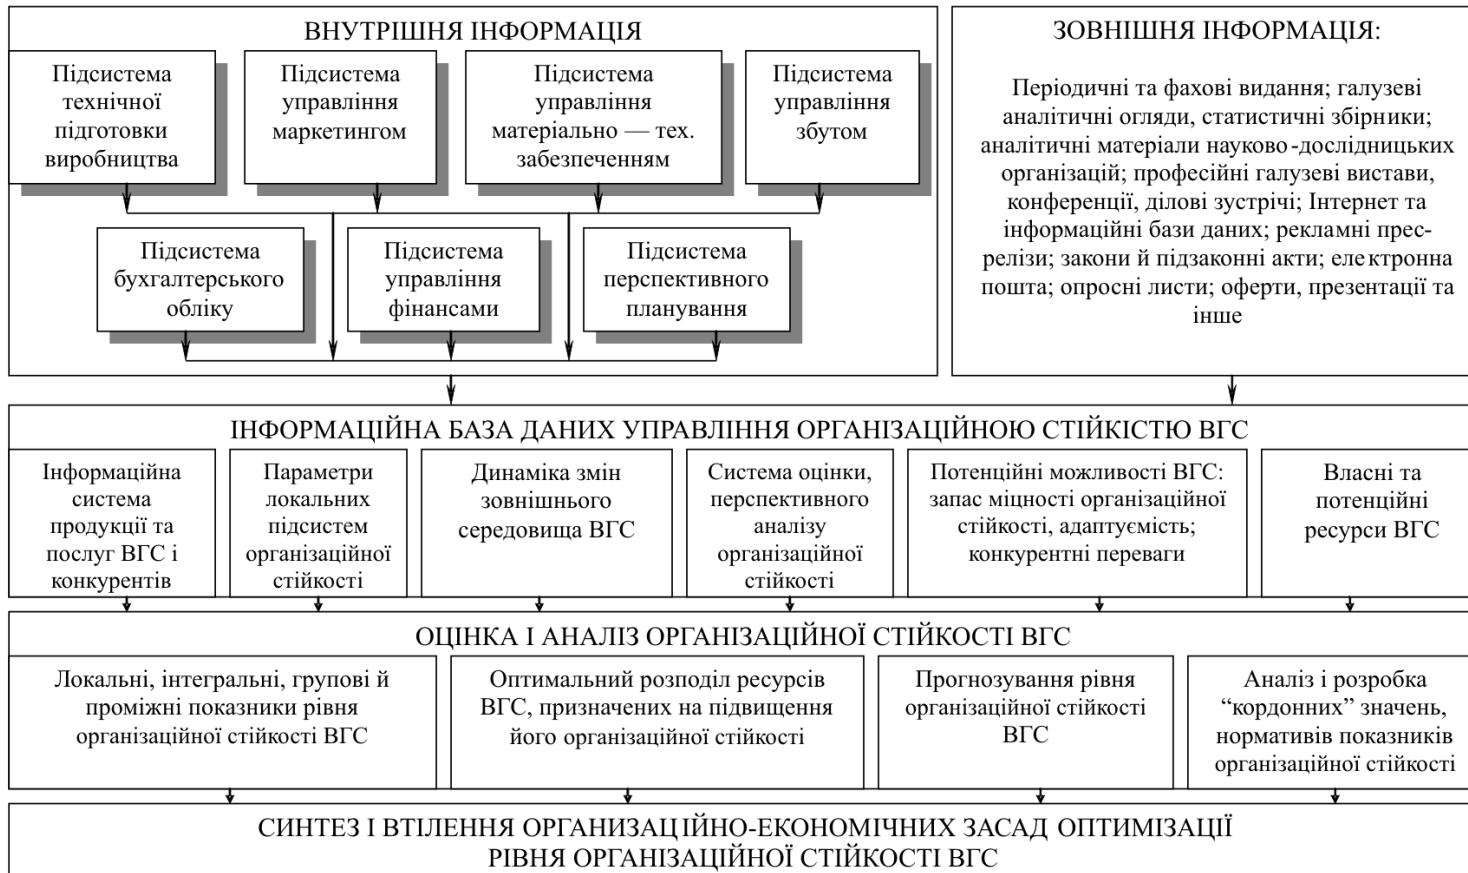 ВНУТРІШНЯ ІНФОРМАЦІЯ
Підсистема
технічної
підготовки
виробництва
Підсистема
управління
маркетингом
Підсистема
управління
матеріально — тех.
забезпеченням
Підсистема
управління
збутом
Підсистема
бухгалтерського
обліку
Підсистема
управління
фінансами
Підсистема
перспективного
планування
ЗОВНІШНЯ ІНФОРМАЦІЯ:
Періодичні та фахові видання; галузеві
аналітичні огляди, статистичні збірники;
аналітичні матеріали науково-дослідницьких
організацій; професійні галузеві вистави,
конференції, ділові зустрічі; Інтернет та
інформаційні бази даних; рекламні прес-
релізи; закони й підзаконні акти; електронна
пошта; опросні листи; оферти, презентації та
інше
ІНФОРМАЦІЙНА БАЗА ДАНИХ УПРАВЛІННЯ ОРГАНІЗАЦІЙНОЮ СТІЙКІСТЮ ВГС
Інформаційна
система
продукції та
послуг ВГС і
конкурентів
Параметри
локальних
підсистем
організаційної
стійкості
Динаміка змін
зовнішнього
середовища ВГС
Система оцінки,
перспективного
аналізу
організаційної
стійкості
Потенційні можливості ВГС:
запас міцності організаційної
стійкості, адаптуємість;
конкурентні переваги
Власні та
потенційні
ресурси ВГС
ОЦІНКА І АНАЛІЗ ОРГАНІЗАЦІЙНОЇ СТІЙКОСТІ ВГС
Локальні, інтегральні, групові й
проміжні показники рівня
організаційної стійкості ВГС
Оптимальний розподіл ресурсів
ВГС, призначених на підвищення
його організаційної стійкості
Прогнозування рівня
організаційної стійкості
ВГС
Аналіз і розробка
“кордонних” значень,
нормативів показників
організаційної стійкості
СИНТЕЗ І ВТІЛЕННЯ ОРГАНИЗАЦІЙНО-ЕКОНОМІЧНИХ ЗАСАД ОПТИМІЗАЦІЇ
РІВНЯ ОРГАНІЗАЦІЙНОЇ СТІЙКОСТІ ВГС